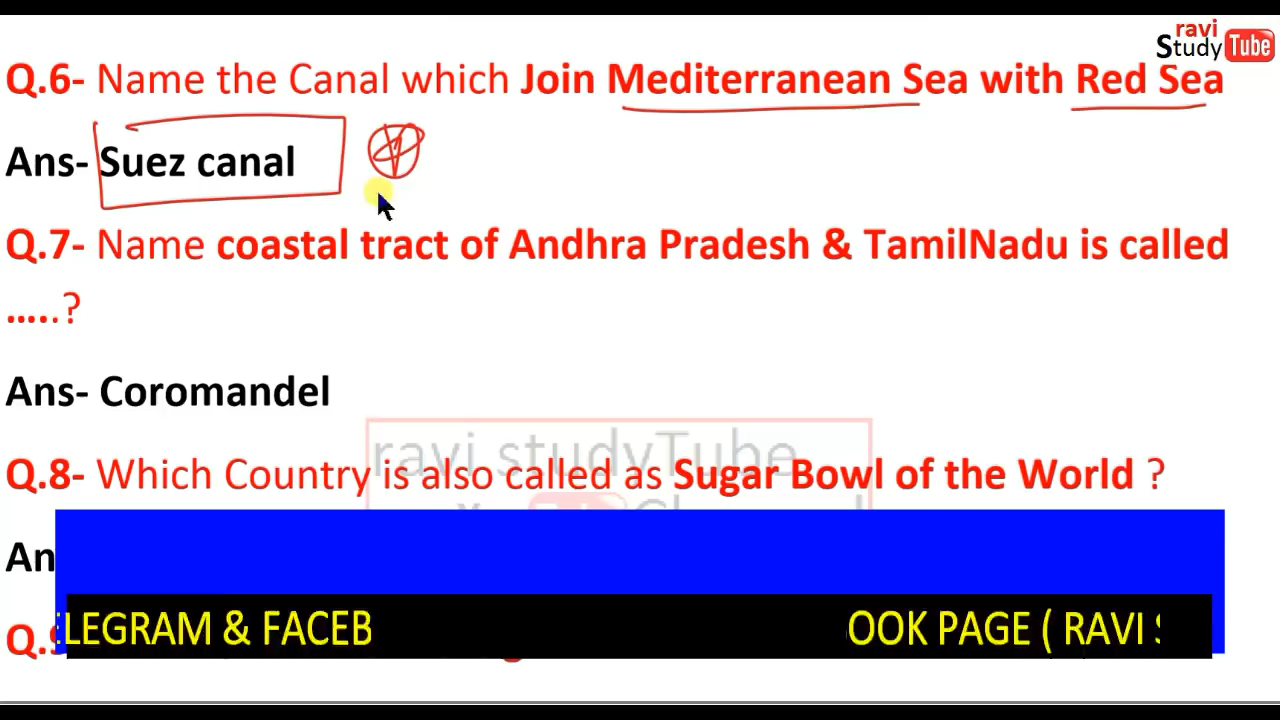 ravi
Study Tube
Q.6- Name the Canal which Join Mediterranean Sea with Red Sea
Ans- Suez canal
Q.7- Name coastal tract of Andhra Pradesh & TamilNadu is called
…..?
Ans- Coromandel
ravi studyTube
Q.8- Which Country is also called as Sugar Bowl of the World ?
An
ELEGRAM & FACEB OOK PAGE ( RAVI S